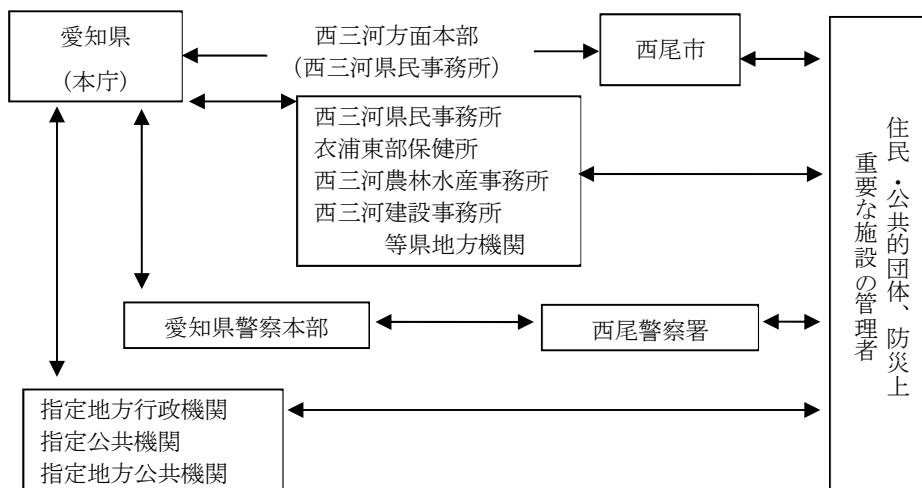 愛知県
(本庁)
西三河方面本部
(西三河県民事務所)
西尾市
西三河県民事務所
衣浦東部保健所
西三河農林水産事務所
西三河建設事務所
等県地方機関
愛知県警察本部
西尾警察署
指定地方行政機関
指定公共機関
指定地方公共機関
住民・公共的団体、防災上
重要な施設の管理者